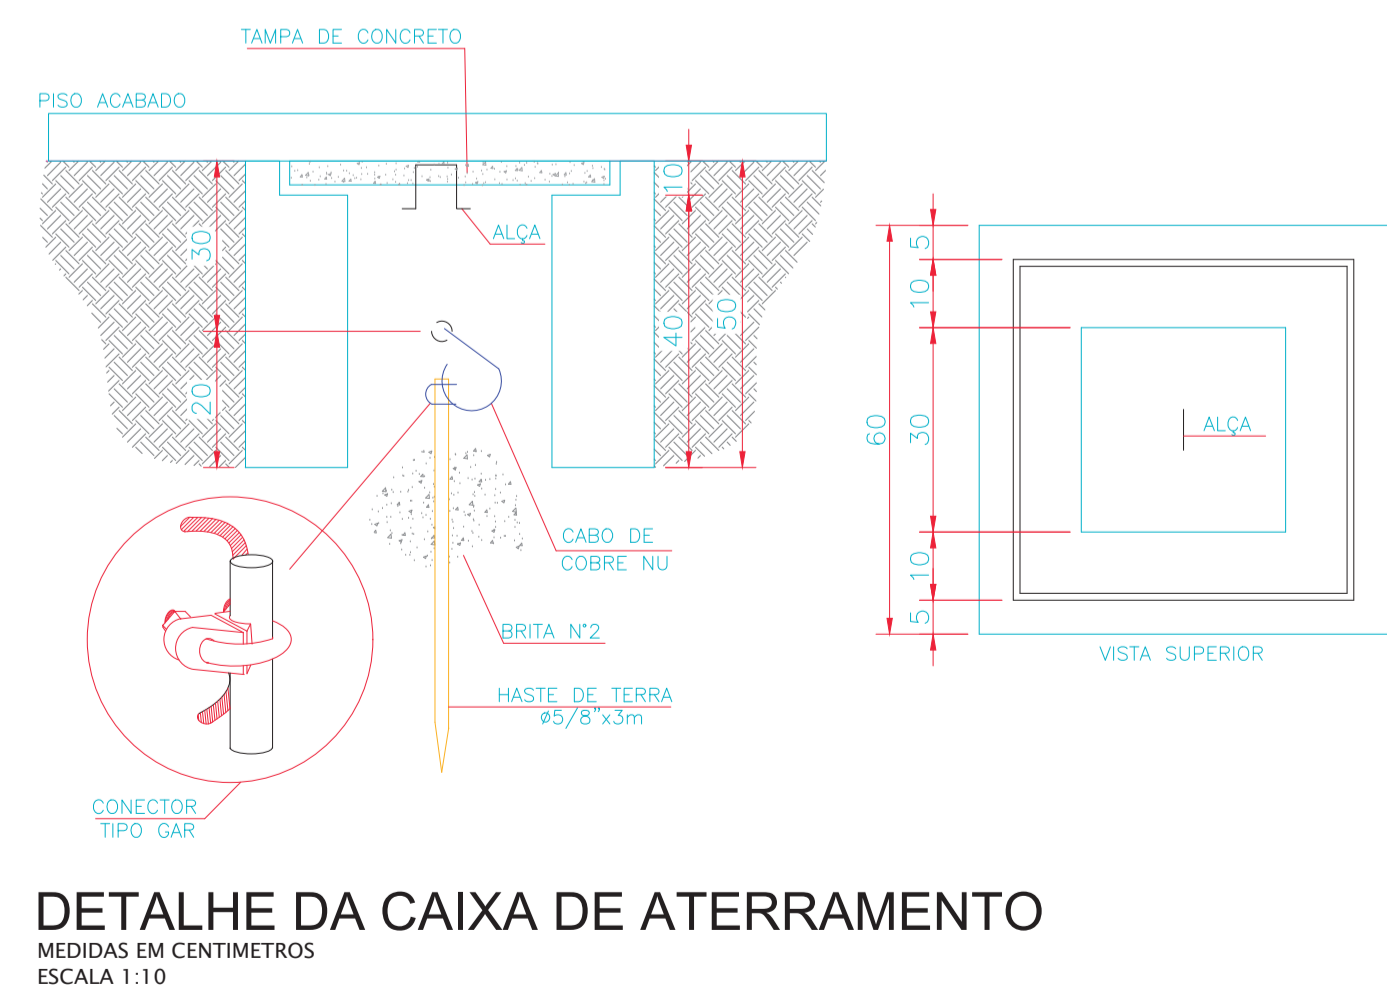 TAMPA DE CONCRETO
PISO ACABADO
10
ALÇA
30
20
40
50
CABO DE
COBRE NU
BRITA N°2
HASTE DE TERRA
ø5/8"x3m
CONECTOR
TIPO GAR
5
10
30
60
10
5
ALÇA
VISTA SUPERIOR
DETALHE DA CAIXA DE ATERRAMENTO
MEDIDAS EM CENTIMETROS
ESCALA 1:10